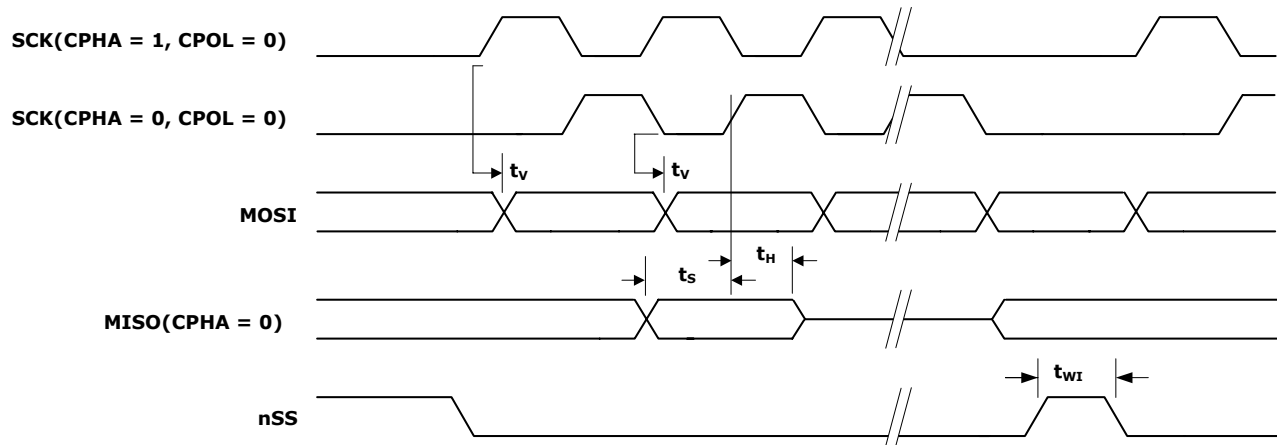 SCK(CPHA = 1, CPOL = 0)
SCK(CPHA = 0, CPOL = 0)
tV tV
MOSI
tS tH
MISO(CPHA = 0)
tWI
nSS